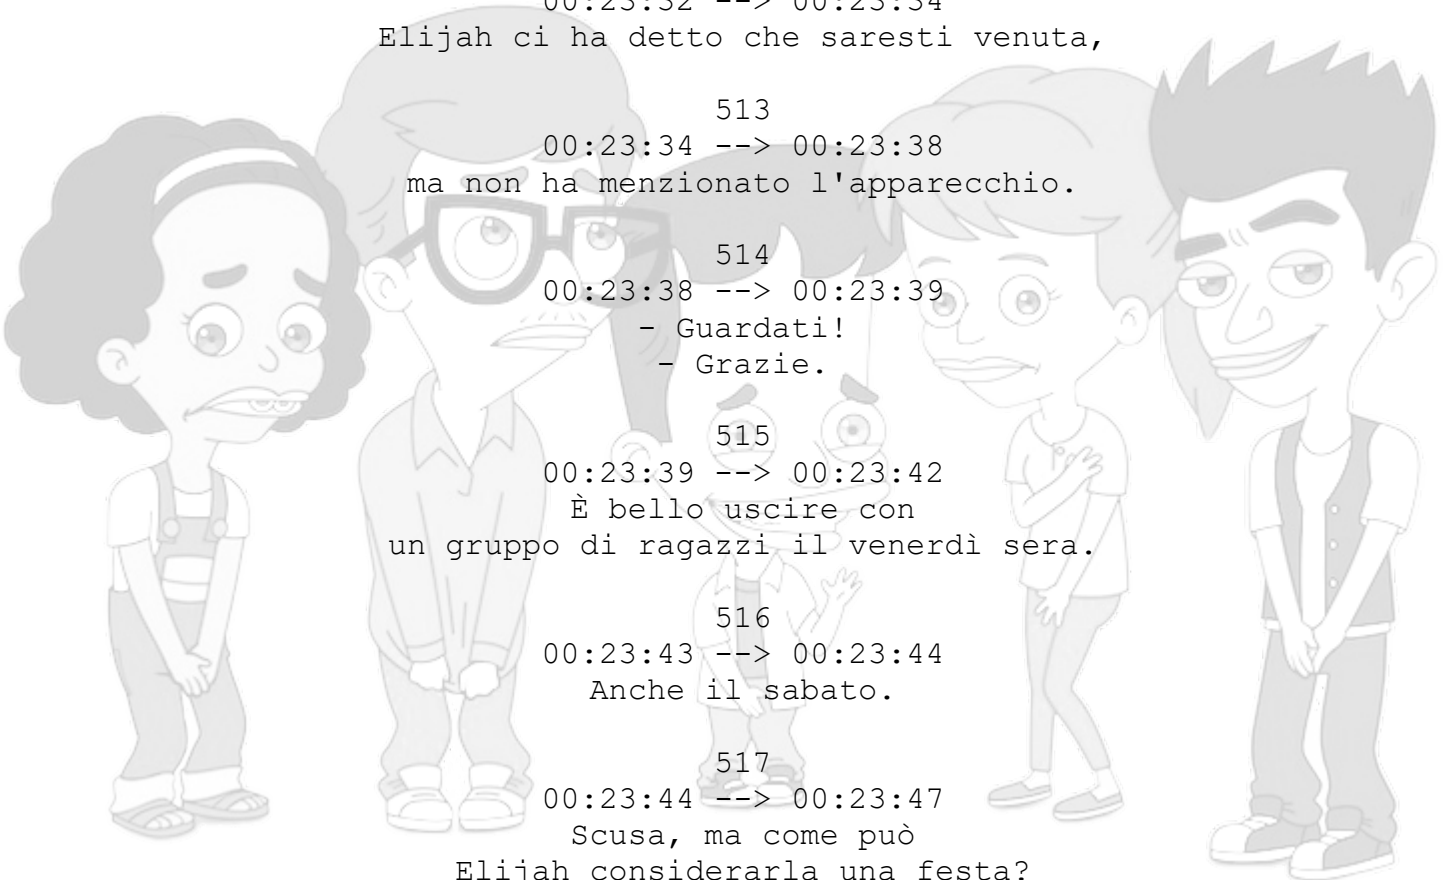 00:23:32 --> 00:23:34
Elijah ci ha detto che saresti venuta,
513
00:23:34 --> 00:23:38
ma non ha menzionato l'apparecchio.
514
00:23:38 --> 00:23:39
- Guardati!
- Grazie.
515
00:23:39 --> 00:23:42
È bello uscire con
un gruppo di ragazzi il venerdì sera.
516
00:23:43 --> 00:23:44
Anche il sabato.
517
00:23:44 --> 00:23:47
Scusa, ma come può
Elijah considerarla una festa?